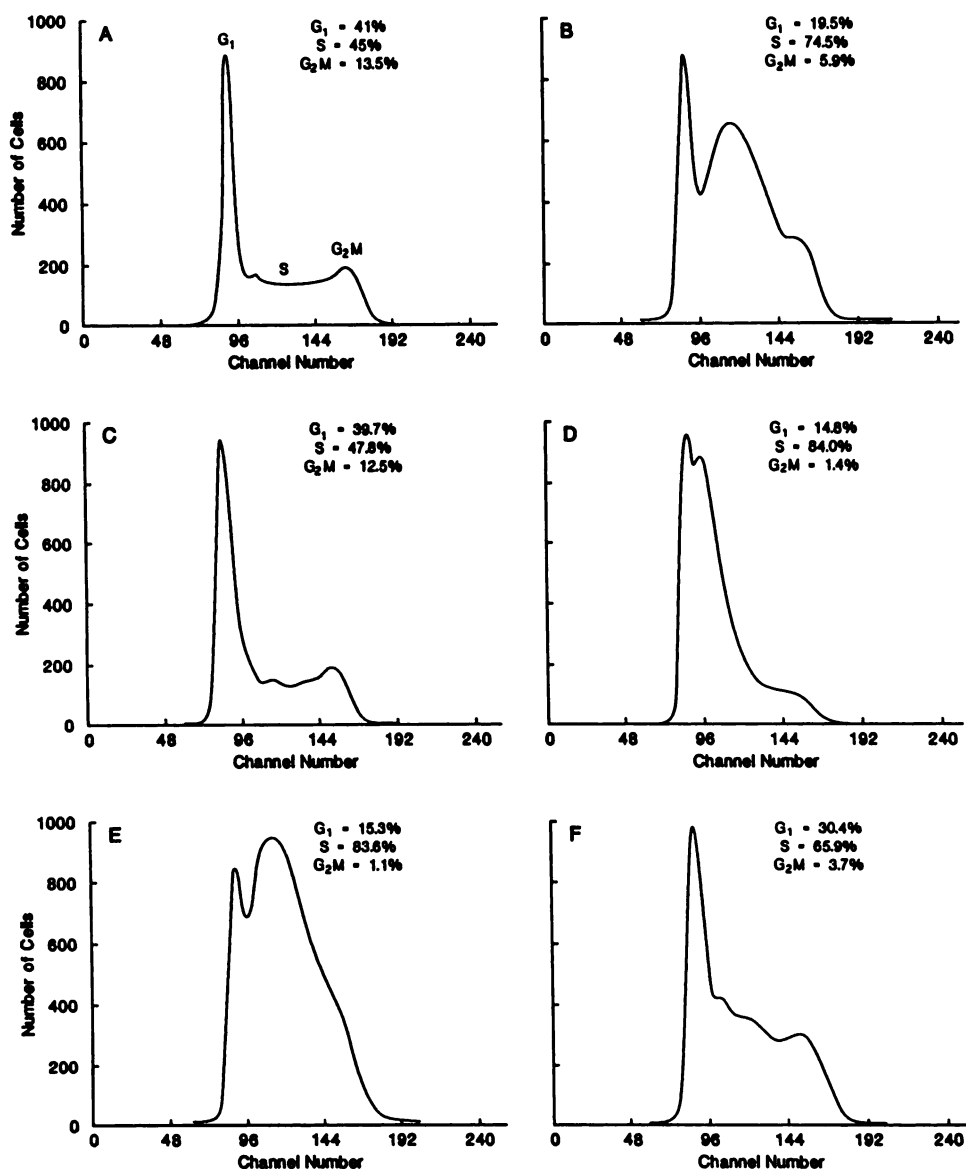 A
G₁
G₁ = 41%
S = 45%
G₂M = 13.5%
S
G₂M
1000
800
600
400
200
0
Number of Cells
0 48 96 144 192 240
Channel Number
B
G₁ = 19.5%
S = 74.5%
G₂M = 5.9%
0 48 96 144 192 240
Channel Number
C
G₁ = 39.7%
S = 47.8%
G₂M = 12.5%
1000
800
600
400
200
0
Number of Cells
0 48 96 144 192 240
Channel Number
D
G₁ = 14.8%
S = 84.0%
G₂M = 1.4%
0 48 96 144 192 240
Channel Number
E
G₁ = 15.3%
S = 83.6%
G₂M = 1.1%
1000
800
600
400
200
0
Number of Cells
0 48 96 144 192 240
Channel Number
F
G₁ = 30.4%
S = 65.9%
G₂M = 3.7%
0 48 96 144 192 240
Channel Number